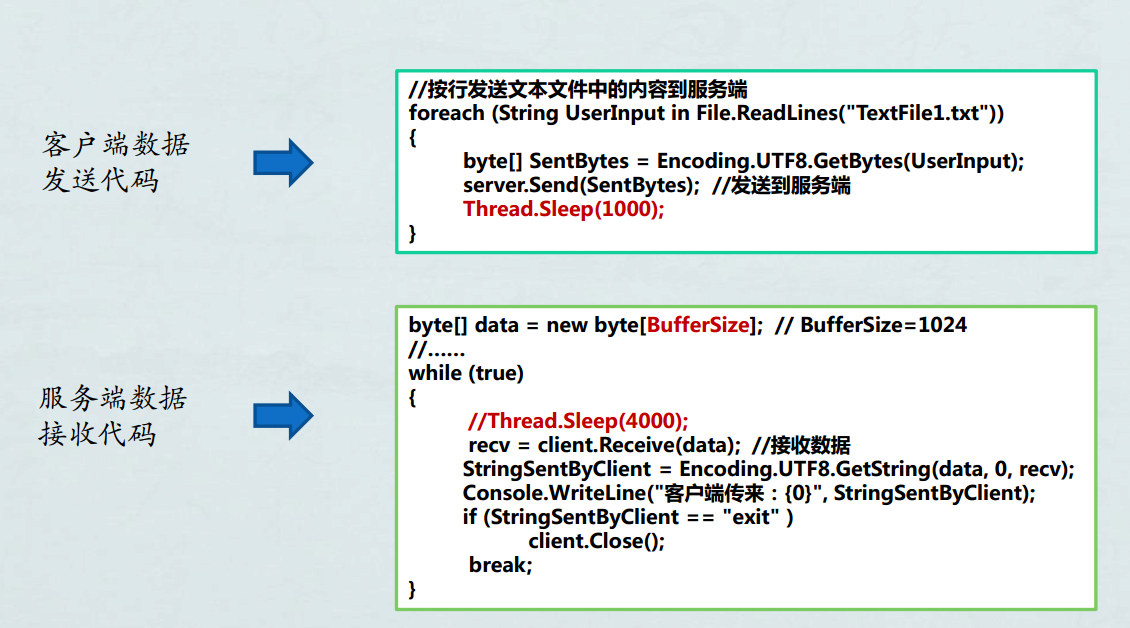 客户端数据
发送代码
//按行发送文本文件中的内容到服务端
foreach (String UserInput in File.ReadLines("TextFile1.txt"))
{
byte[] SentBytes = Encoding.UTF8.GetBytes(UserInput);
server.Send(SentBytes); //发送到服务端
Thread.Sleep(1000);
}
服务端数据
接收代码
byte[] data = new byte[BufferSize]; // BufferSize=1024
//......
while (true)
{
//Thread.Sleep(4000);
recv = client.Receive(data); //接收数据
StringSentByClient = Encoding.UTF8.GetString(data, 0, recv);
Console.WriteLine("客户端传来：{0}", StringSentByClient);
if (StringSentByClient == "exit" )
client.Close();
break;
}